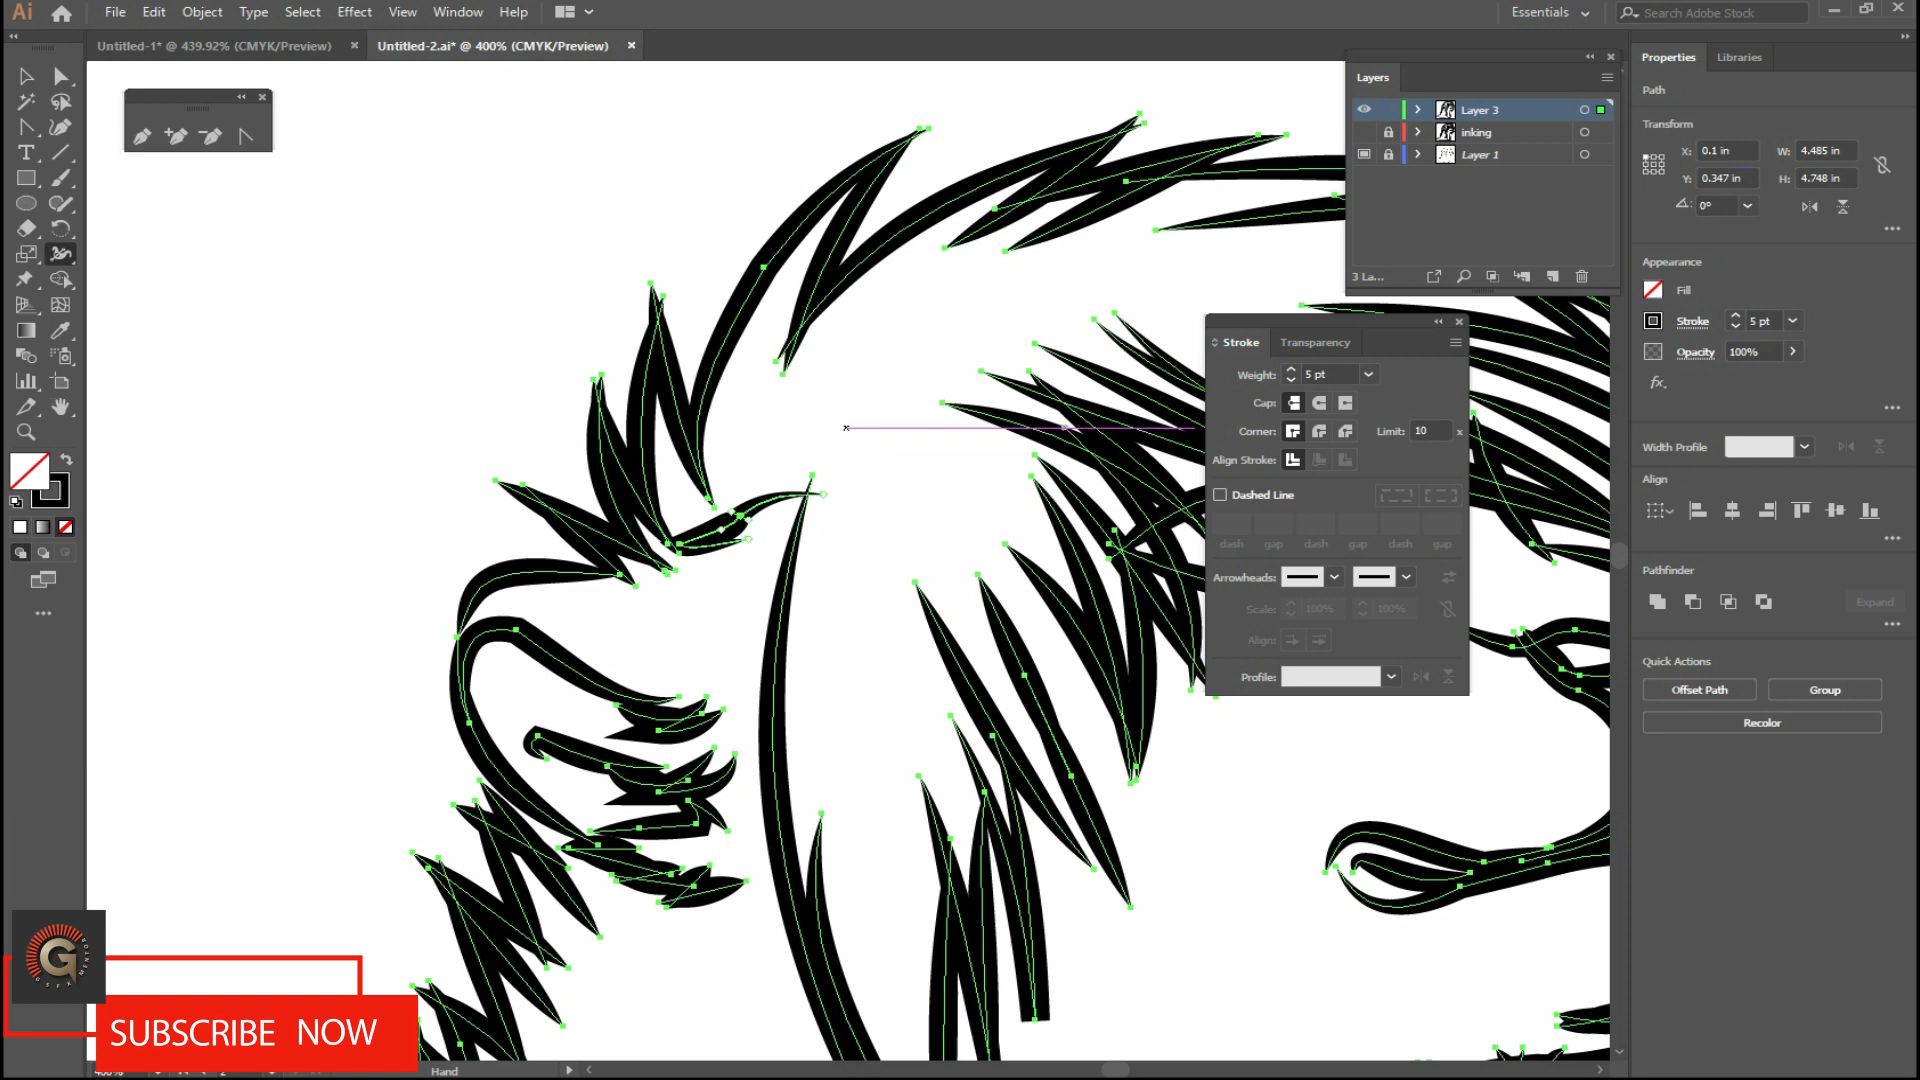 Ai File Edit Object Type Select Effect View Window Help Essentials Search Adobe Stock
Untitled-1* @ 439.92% (CMYK/Preview) Untitled-2.ai* @ 400% (CMYK/Preview)
Layers
Layer 3
inking
Layer 1
3 La...
Stroke Transparency
Weight: 5 pt
Cap:
Corner: Limit: 10 x
Align Stroke:
Dashed Line
dash gap dash gap dash gap
Arrowheads:
Scale: 100% 100%
Align:
Profile:
Properties Libraries
Path
Transform
X: 0.1 in W: 4.485 in
Y: 0.347 in H: 4.748 in
0°
Appearance
Fill
Stroke 5 pt
Opacity 100%
fx.
Width Profile
Align
Pathfinder
Expand
Quick Actions
Offset Path Group
Recolor
G
SUBSCRIBE NOW
400% 2 Hand